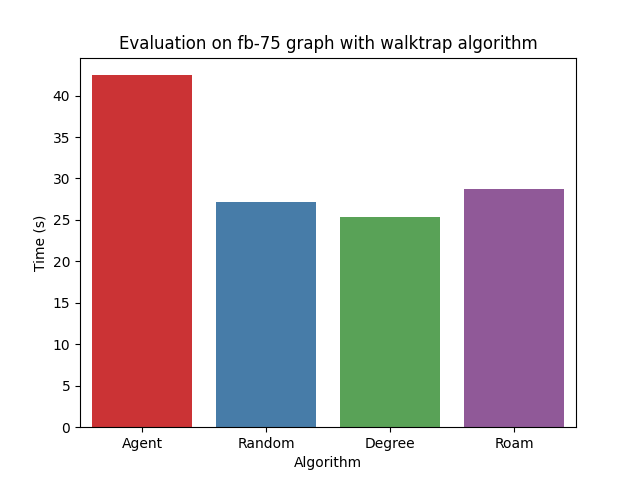 Evaluation on fb-75 graph with walktrap algorithm
Time (s)
40
35
30
25
20
15
10
5
0
Agent Random Degree Roam
Algorithm